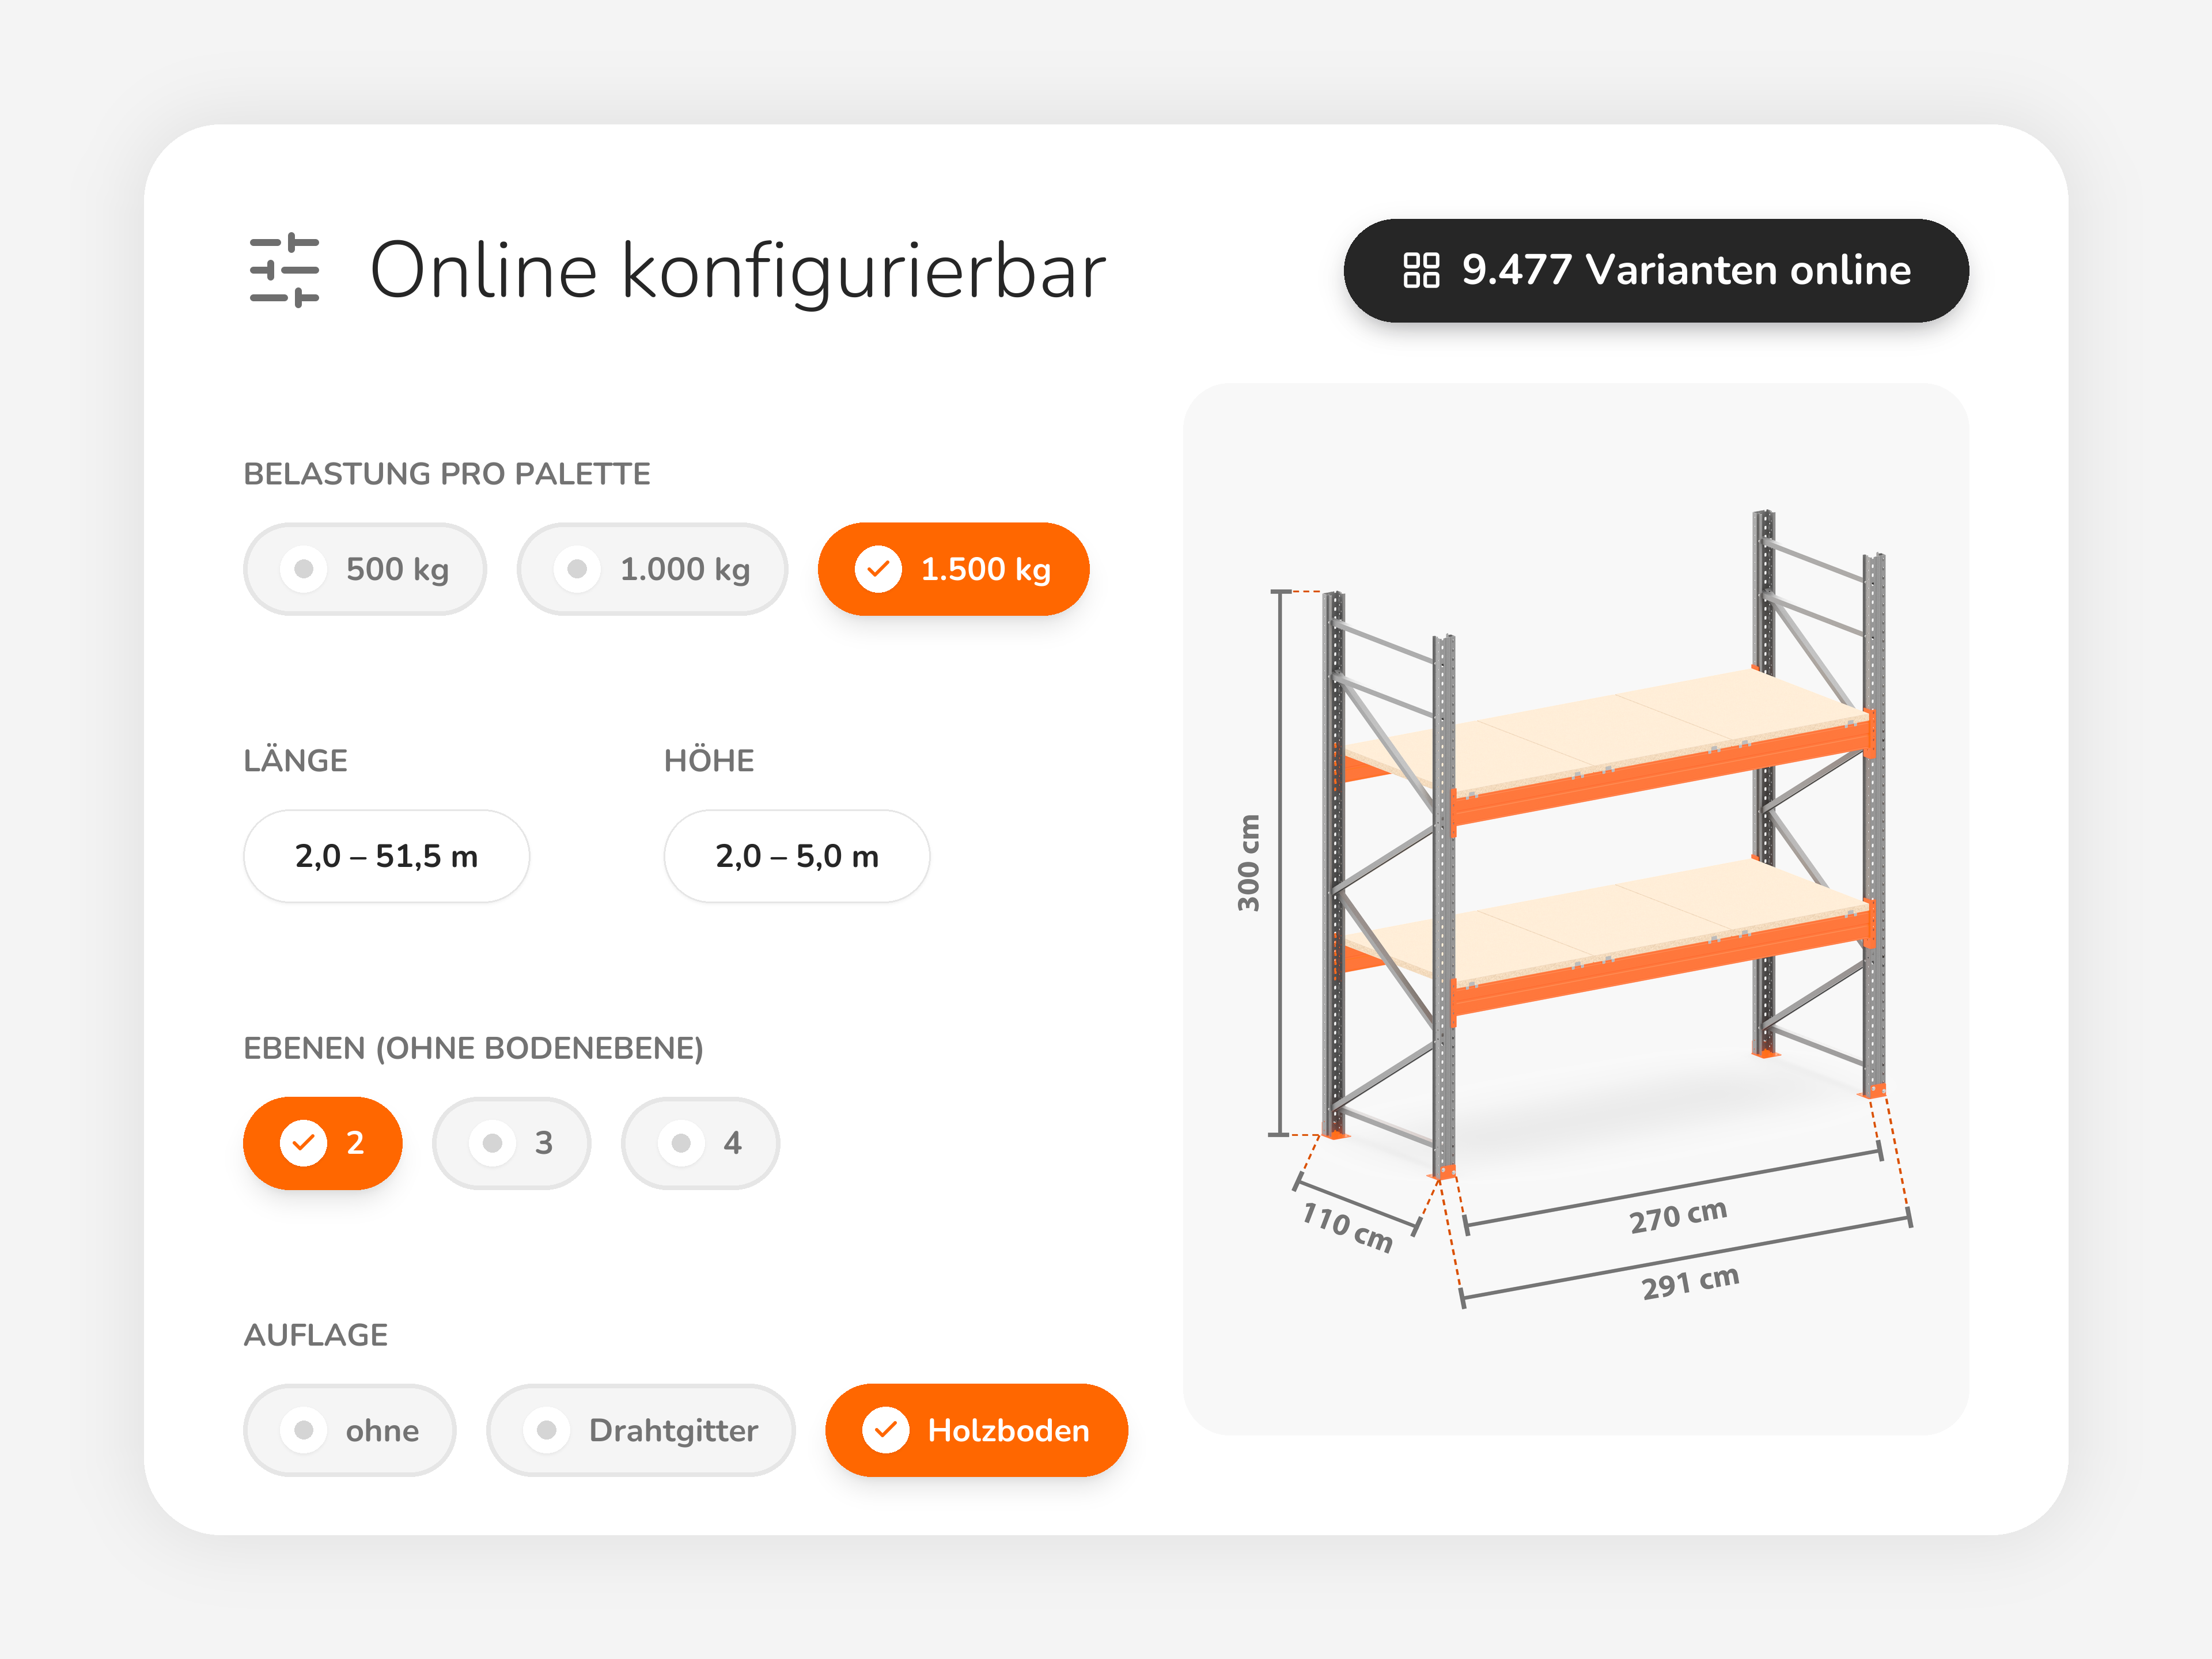 Online konfigurierbar
9.477 Varianten online
BELASTUNG PRO PALETTE
500 kg
1.000 kg
1.500 kg
LÄNGE
HÖHE
2,0 – 51,5 m
2,0 – 5,0 m
EBENEN (OHNE BODENEBENE)
2
3
4
AUFLAGE
ohne
Drahtgitter
Holzboden
300 cm
110 cm
270 cm
291 cm